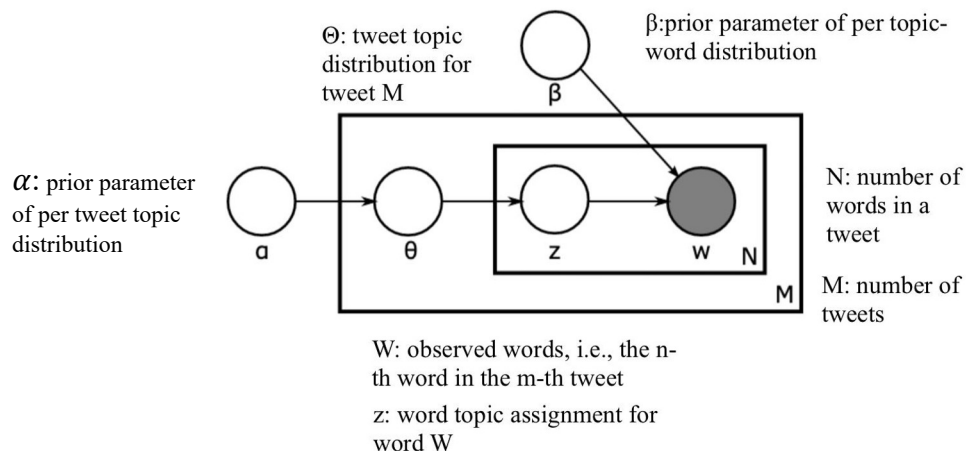 Θ: tweet topic
distribution for
tweet M
β:prior parameter of per topic-
word distribution
β
α: prior parameter
of per tweet topic
distribution
α
θ
z
w
N
M
N: number of
words in a
tweet
M: number of
tweets
W: observed words, i.e., the n-
th word in the m-th tweet
z: word topic assignment for
word W